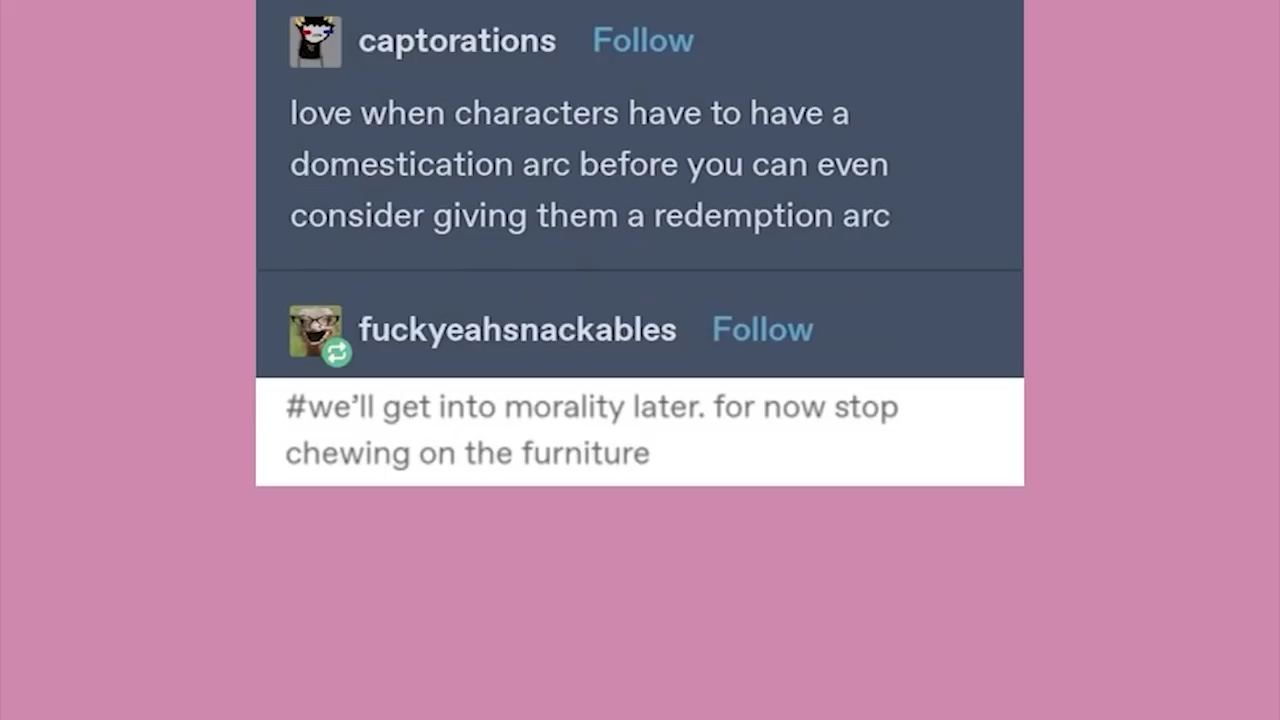 captorations Follow
love when characters have to have a
domestication arc before you can even
consider giving them a redemption arc
fuckyeahsnackables Follow
#we’ll get into morality later. for now stop
chewing on the furniture